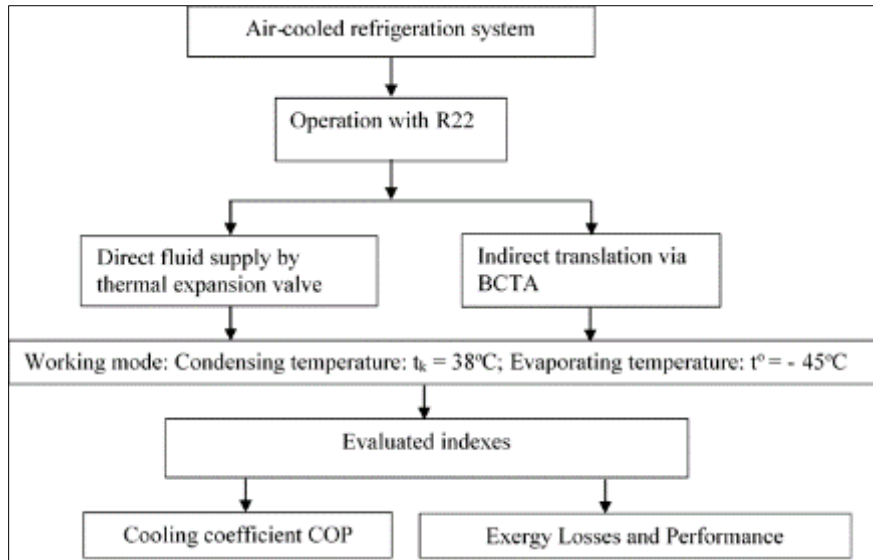 Air-cooled refrigeration system
Operation with R22
Direct fluid supply by
thermal expansion valve
Indirect translation via
BCTA
Working mode: Condensing temperature: tₖ = 38ºC; Evaporating temperature: tº = - 45ºC
Evaluated indexes
Cooling coefficient COP
Exergy Losses and Performance